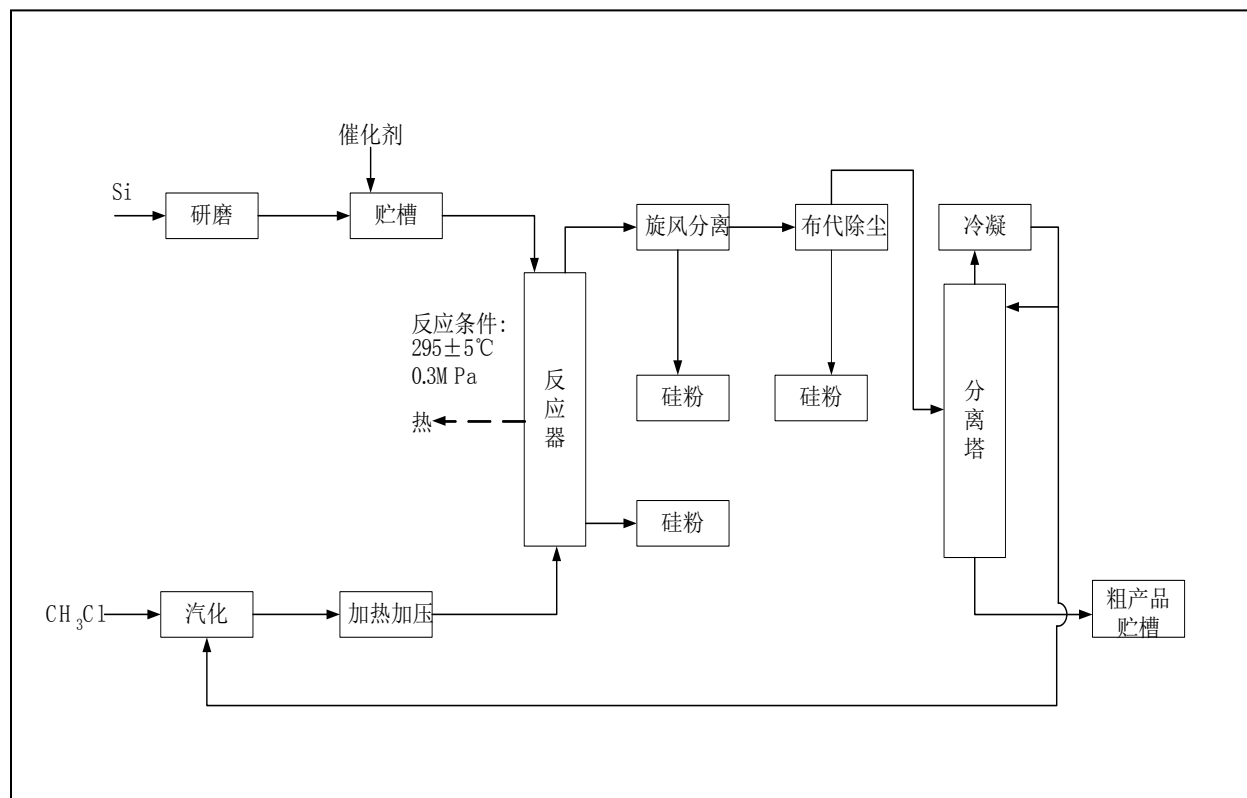 催化剂
Si
研磨
贮槽
旋风分离
布代除尘
冷凝
反应条件:
295±5℃
0.3MPa
热
反应器
硅粉
硅粉
分离塔
硅粉
CH₃Cl
汽化
加热加压
粗产品
贮槽